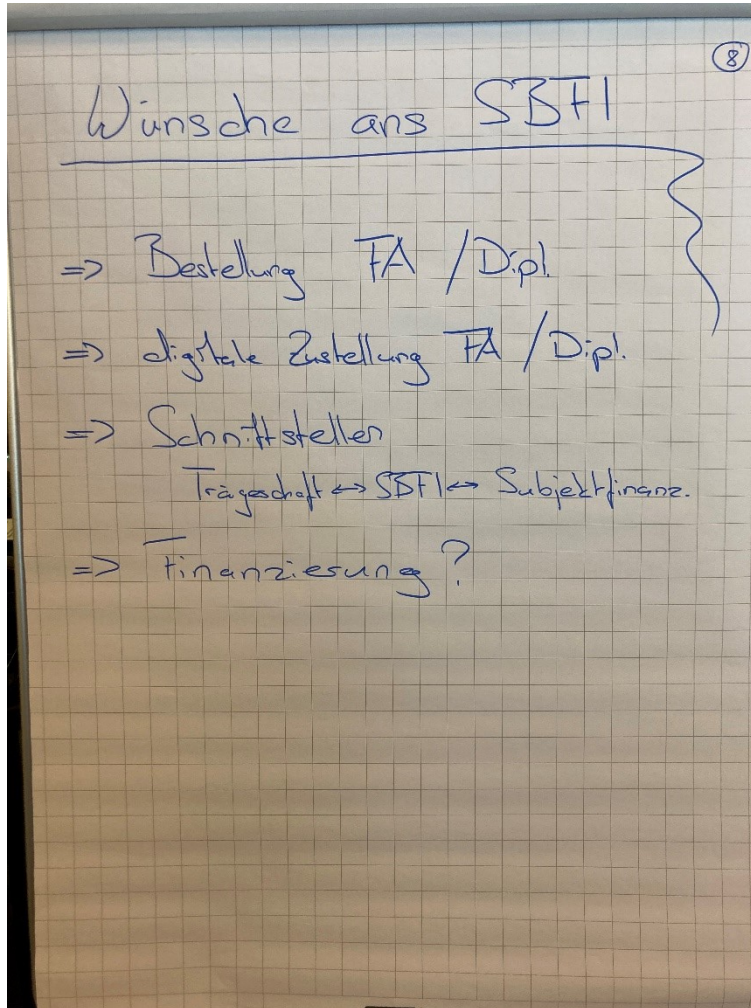 8
Wünsche ans SBFI
=> Bestellung FA / Dipl.
=> digitale Zustellung FA / Dipl.
=> Schnittstellen
Trägerschaft <-> SBFI <-> Subjektfinanz.
=> Finanzierung?